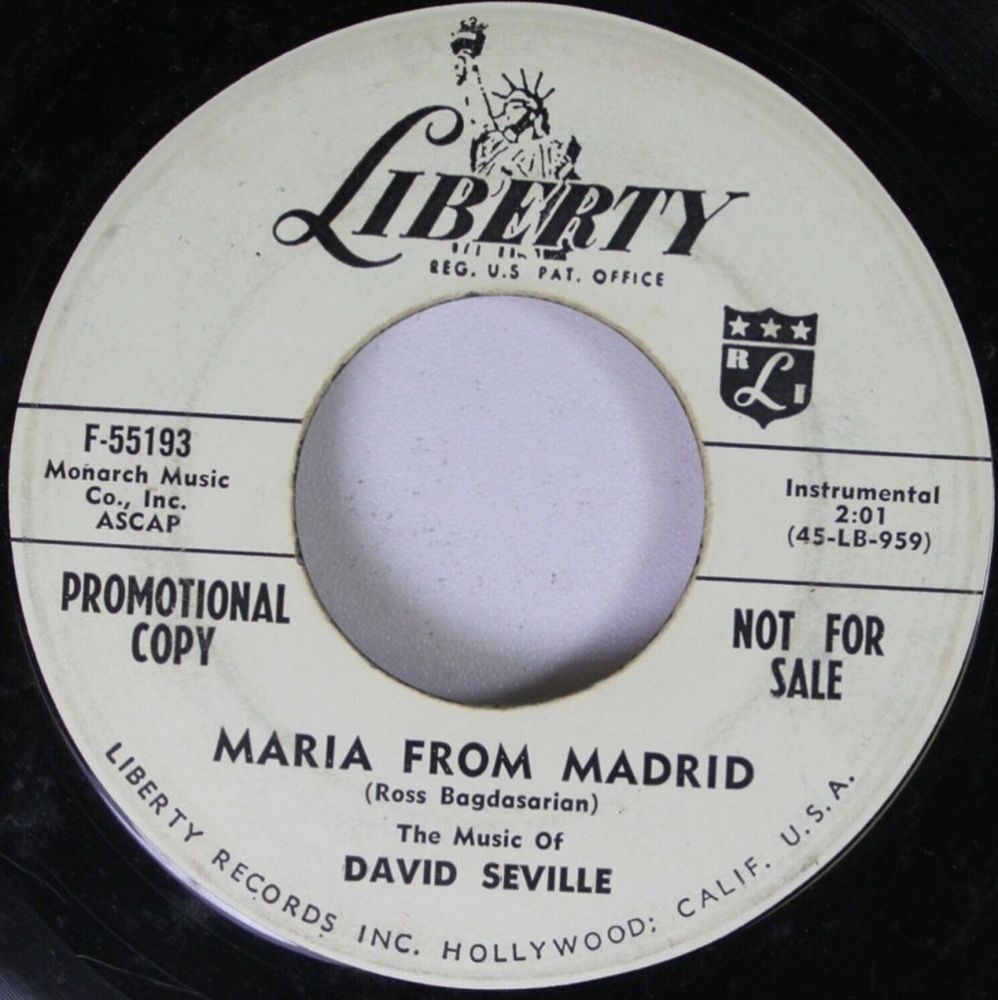 LIBERTY
REG. U.S PAT. OFFICE
R L I
F-55193
Monarch Music
Co., Inc.
ASCAP
Instrumental
2:01
(45-LB-959)
PROMOTIONAL
COPY
NOT FOR
SALE
MARIA FROM MADRID
(Ross Bagdasarian)
The Music Of
DAVID SEVILLE
LIBERTY RECORDS INC. HOLLYWOOD; CALIF. U.S.A.